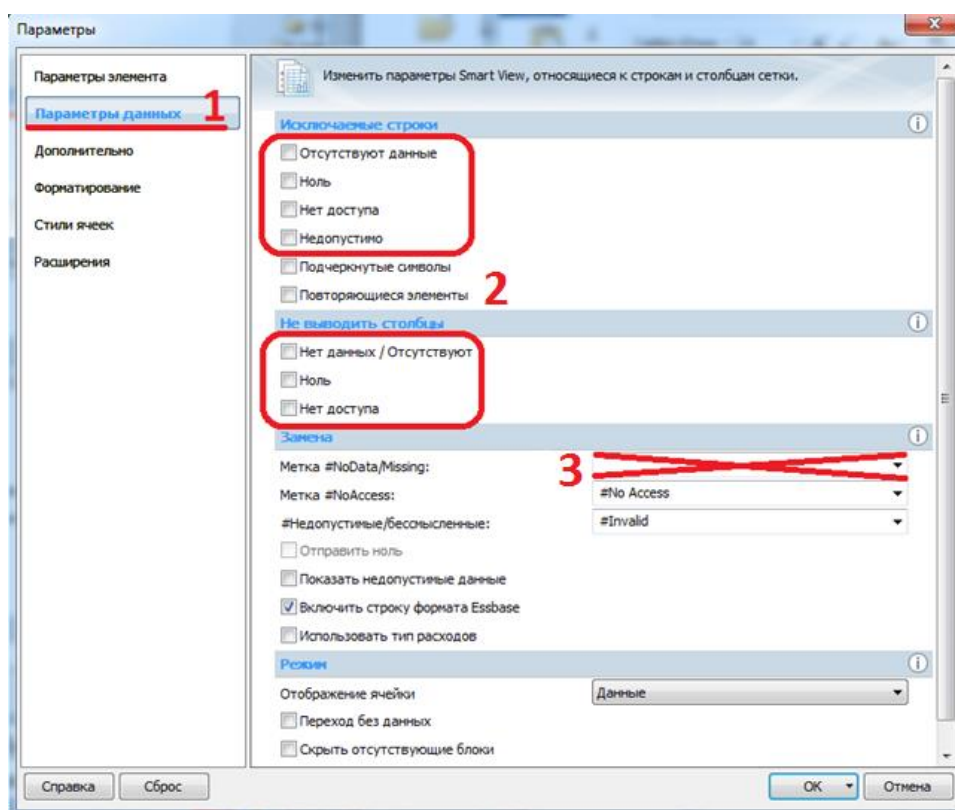 Параметры
Параметры элемента
Параметры данных 1
Дополнительно
Форматирование
Стили ячеек
Расширения
Изменить параметры Smart View, относящиеся к строкам и столбцам сетки.
Исключаемые строки
Отсутствуют данные
Ноль
Нет доступа
Недопустимо
Подчеркнутые символы
Повторяющиеся элементы 2
Не выводить столбцы
Нет данных / Отсутствуют
Ноль
Нет доступа
Замена
Метка #NoData/Missing: 3
Метка #NoAccess: #No Access
#Недопустимые/бессмысленные: #Invalid
Отправить ноль
Показать недопустимые данные
Включить строку формата Essbase
Использовать тип расходов
Режим
Отображение ячейки Данные
Переход без данных
Скрыть отсутствующие блоки
Справка Сброс OK Отмена